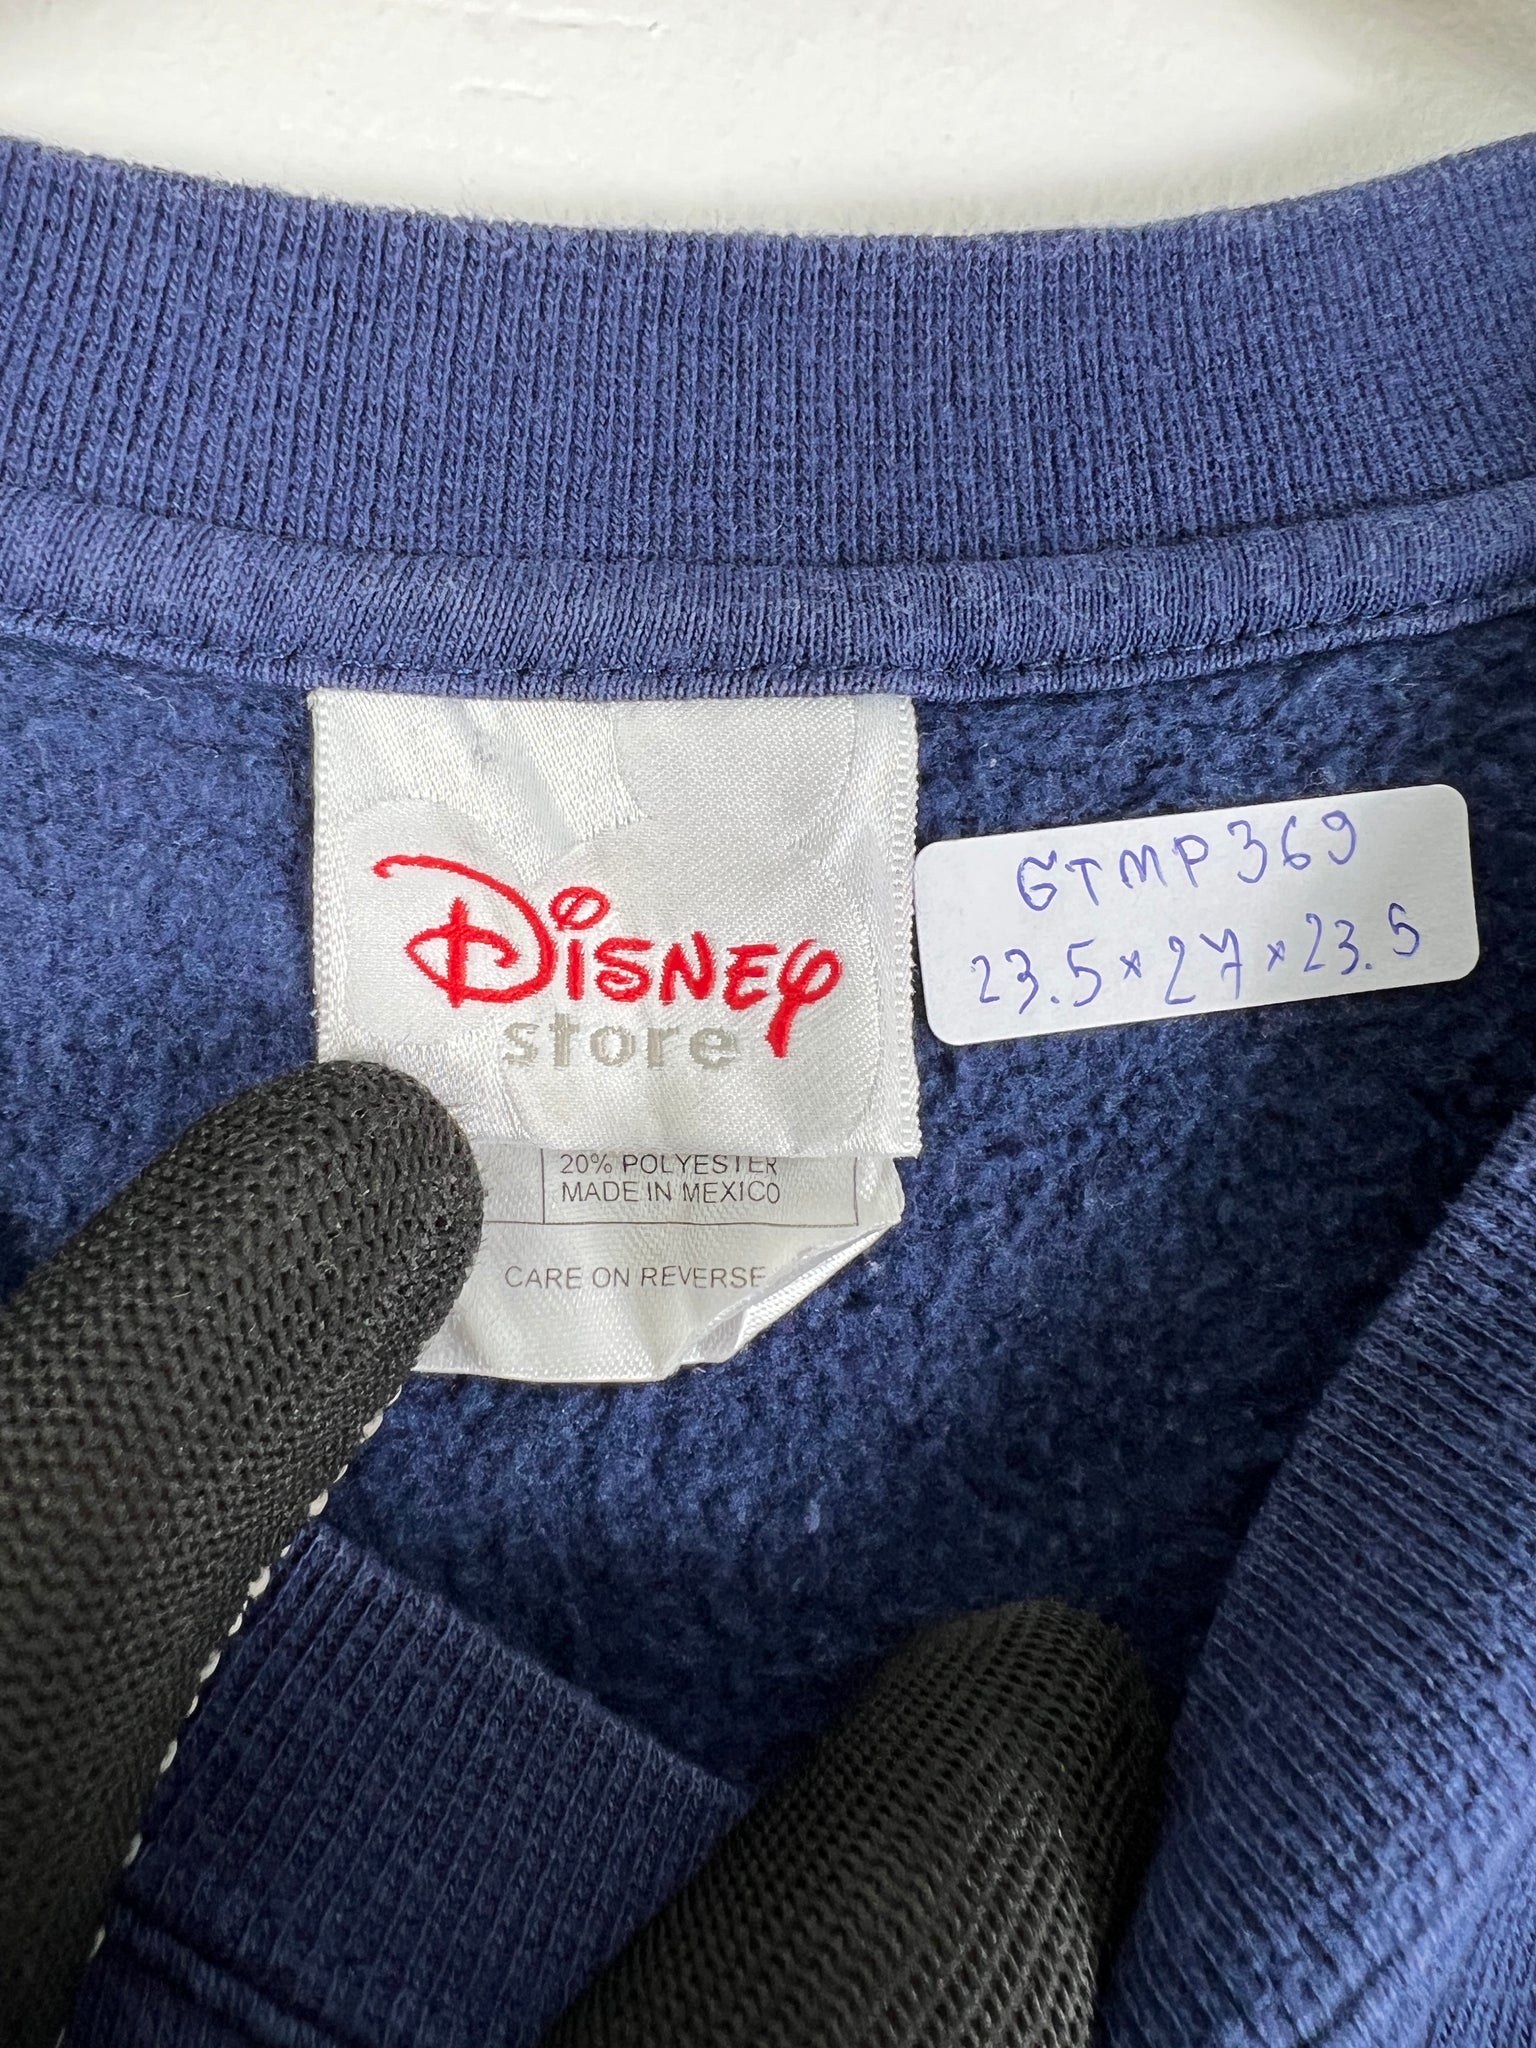 Disney
store
GTMP369
23.5 x 27 x 23.5
20% POLYESTER
MADE IN MEXICO
CARE ON REVERSE